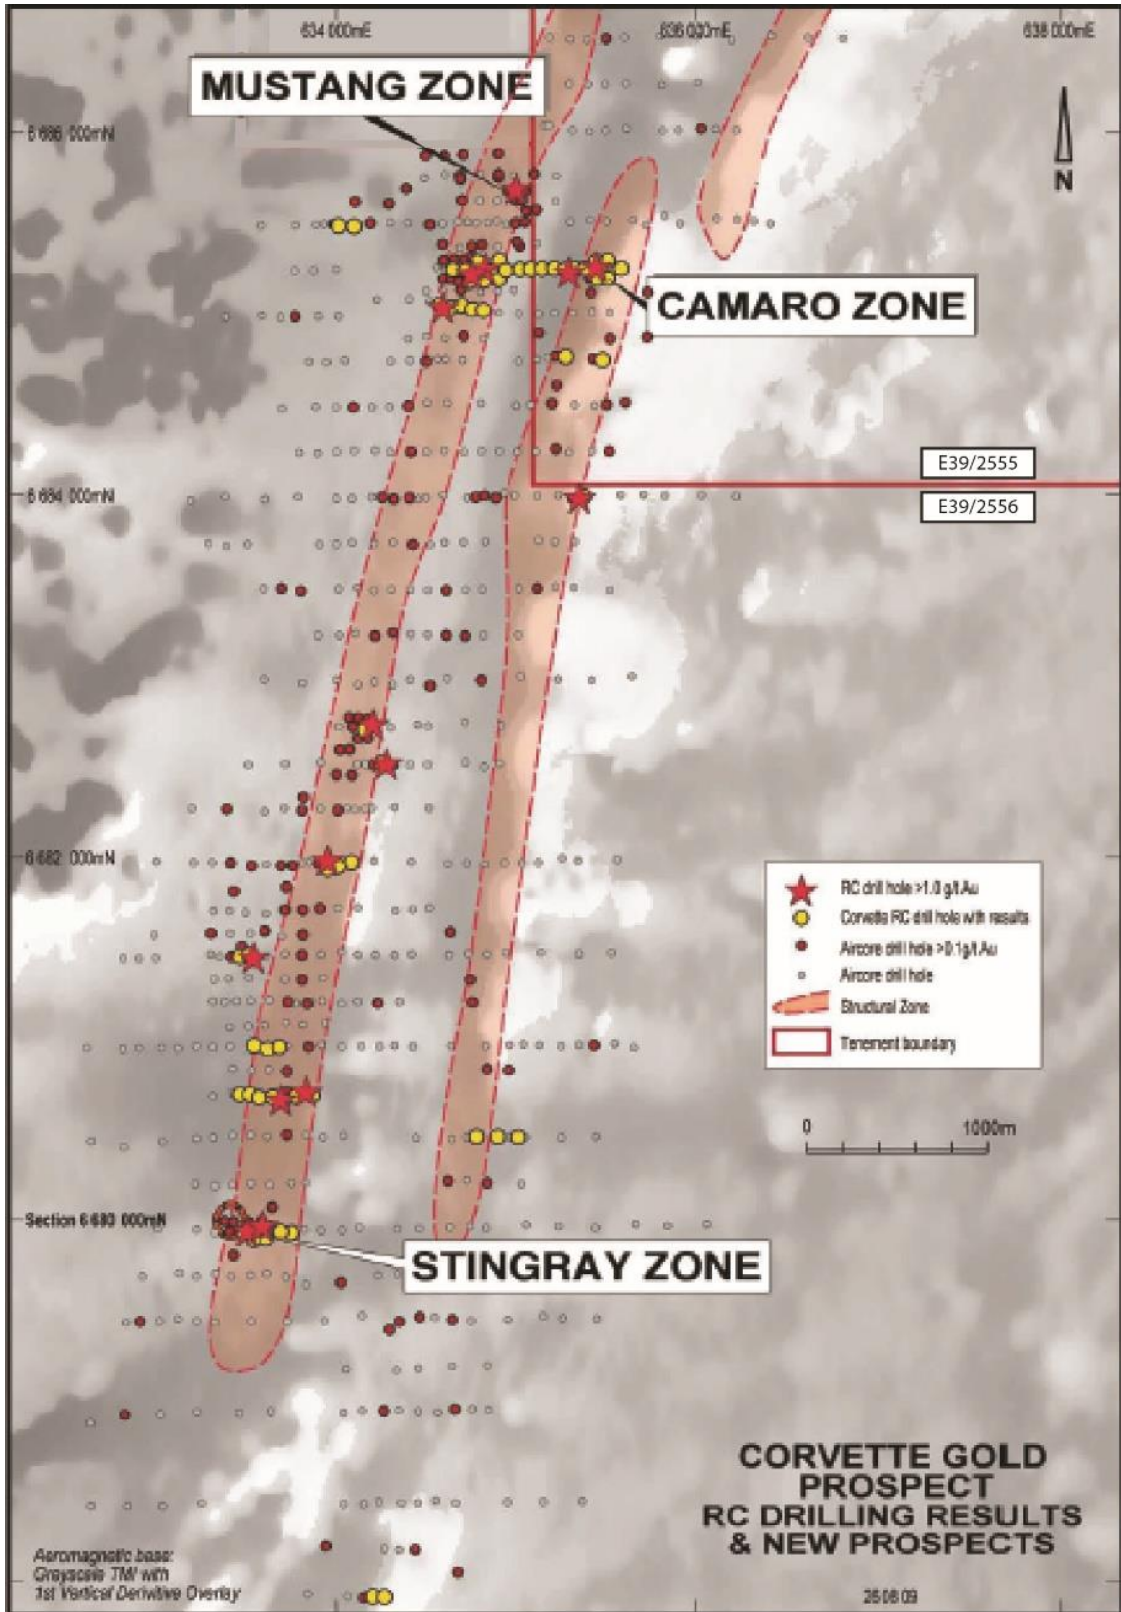 634 000mE
636 000mE
638 000mE
MUSTANG ZONE
6 686 000mN
N
CAMARO ZONE
E39/2555
6 684 000mN
E39/2556
6 682 000mN
RC drill hole >1.0 g/t Au
Corvette RC drill hole with results
Aircore drill hole >0.1g/t Au
Aircore drill hole
Structural Zone
Tenement boundary
0 1000m
Section 6 680 000mN
STINGRAY ZONE
CORVETTE GOLD
PROSPECT
RC DRILLING RESULTS
& NEW PROSPECTS
Aeromagnetic base:
Greyscale TMI with
1st Vertical Derivitive Overlay
250609